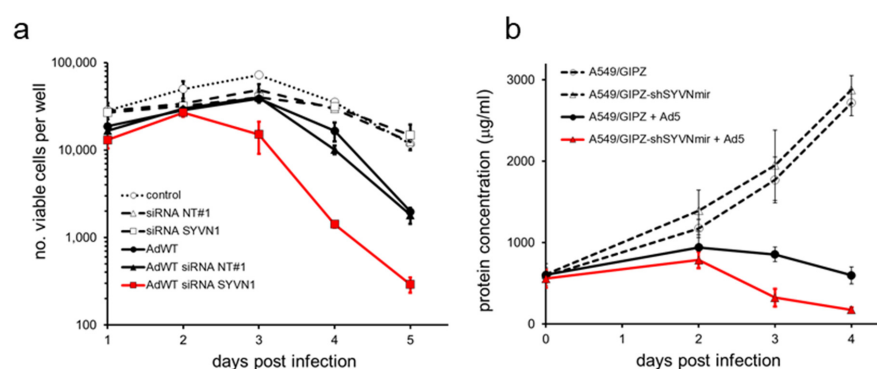 a
no. viable cells per well
100,000
10,000
1,000
100
control
siRNA NT#1
siRNA SYVN1
AdWT
AdWT siRNA NT#1
AdWT siRNA SYVN1
1 2 3 4 5
days post infection
b
protein concentration (µg/ml)
3000
2000
1000
0
A549/GIPZ
A549/GIPZ-shSYVNmir
A549/GIPZ + Ad5
A549/GIPZ-shSYVNmir + Ad5
0 1 2 3 4
days post infection